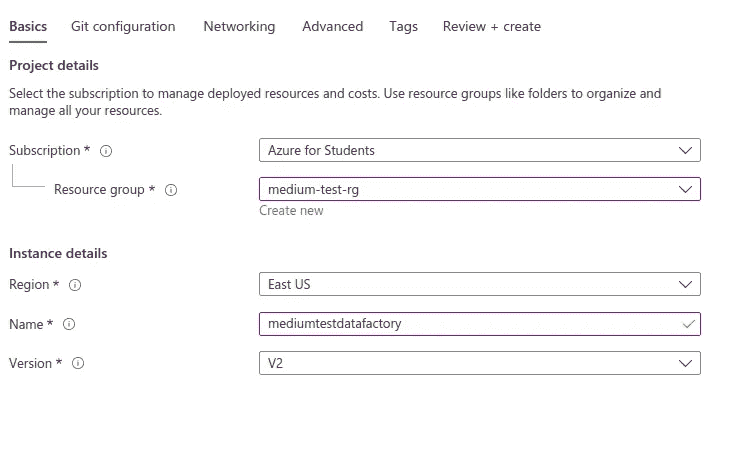 Basics Git configuration Networking Advanced Tags Review + create
Project details
Select the subscription to manage deployed resources and costs. Use resource groups like folders to organize and
manage all your resources.
Subscription * Azure for Students
Resource group * medium-test-rg
Create new
Instance details
Region * East US
Name * mediumtestdatafactory
Version * V2